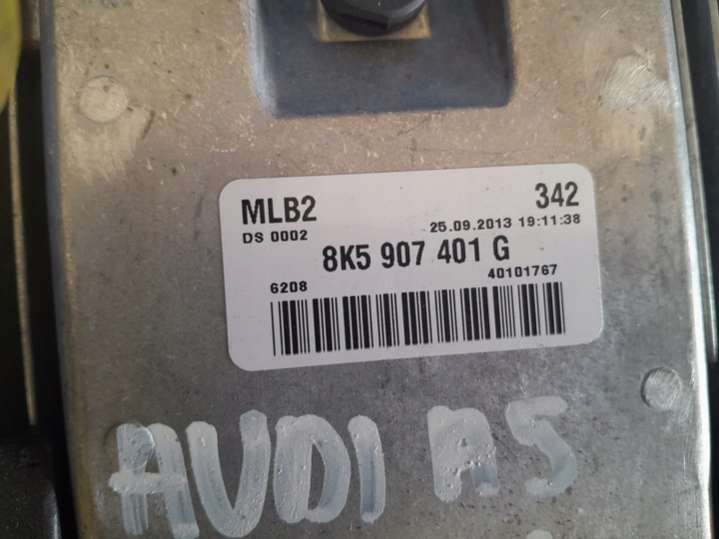 MLB2 342
DS 0002 25.09.2013 19:11:38
8K5 907 401 G
6208 40101767
AUDI A5